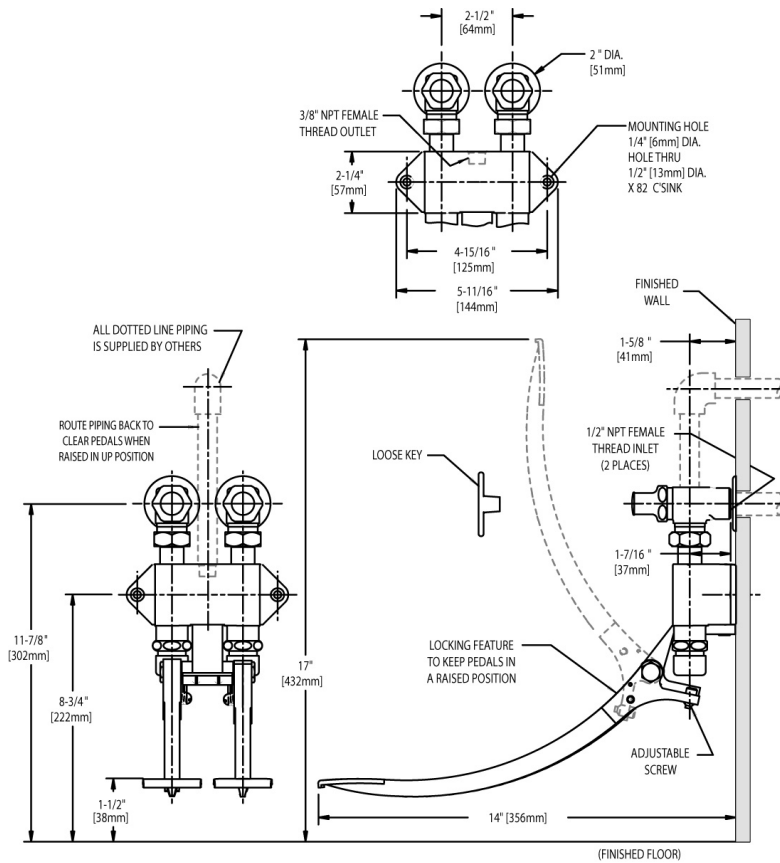 2-1/2"
[64mm]
2 " DIA.
[51mm]
3/8" NPT FEMALE
THREAD OUTLET
MOUNTING HOLE
1/4" [6mm] DIA.
HOLE THRU
1/2" [13mm] DIA.
X 82  C'SINK
2-1/4"
[57mm]
4-15/16 "
[125mm]
5-11/16 "
[144mm]
FINISHED
WALL
ALL DOTTED LINE PIPING
IS SUPPLIED BY OTHERS
1-5/8 "
[41mm]
ROUTE PIPING BACK TO
CLEAR PEDALS WHEN
RAISED IN UP POSITION
LOOSE KEY
1/2" NPT FEMALE
THREAD INLET
(2 PLACES)
1-7/16 "
[37mm]
11-7/8"
[302mm]
8-3/4"
[222mm]
17"
[432mm]
LOCKING FEATURE
TO KEEP PEDALS IN
A RAISED POSITION
ADJUSTABLE
SCREW
1-1/2"
[38mm]
14" [356mm]
(FINISHED FLOOR)